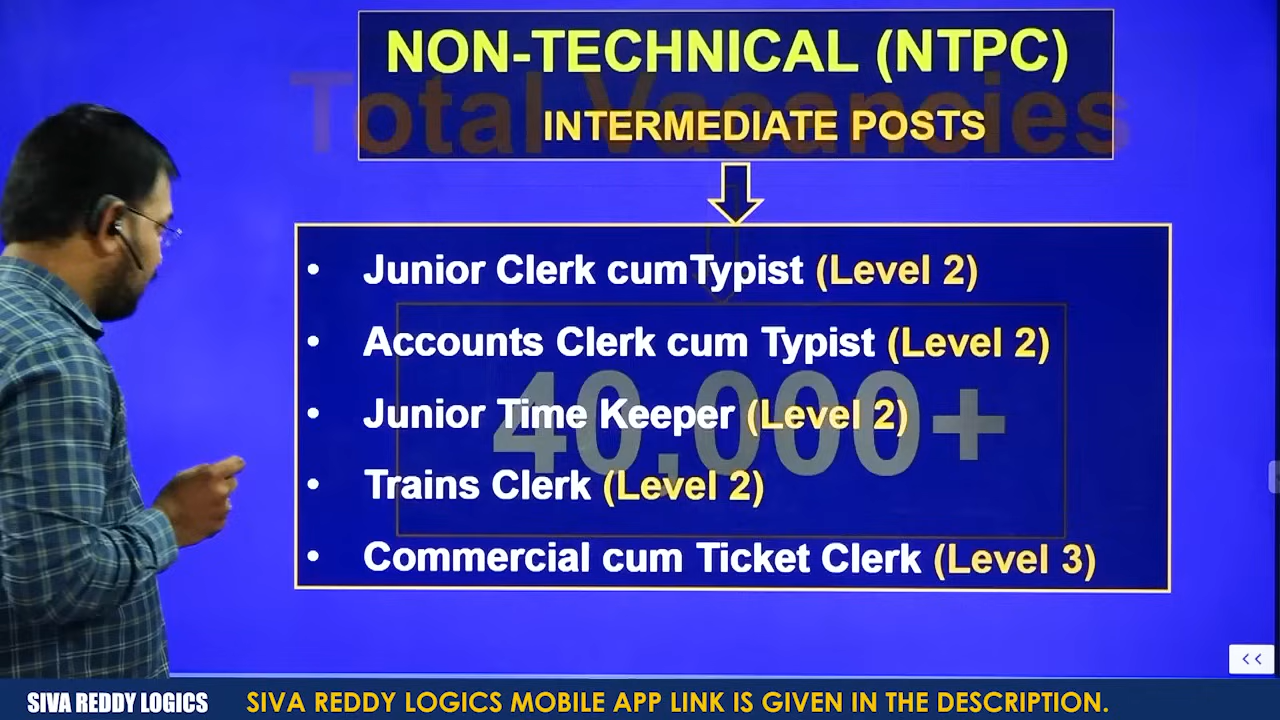 NON-TECHNICAL (NTPC)
Total Vacancies
INTERMEDIATE POSTS
• Junior Clerk cumTypist (Level 2)
• Accounts Clerk cum Typist (Level 2)
40,000+
• Junior Time Keeper (Level 2)
• Trains Clerk (Level 2)
• Commercial cum Ticket Clerk (Level 3)
<<
SIVA REDDY LOGICS SIVA REDDY LOGICS MOBILE APP LINK IS GIVEN IN THE DESCRIPTION.